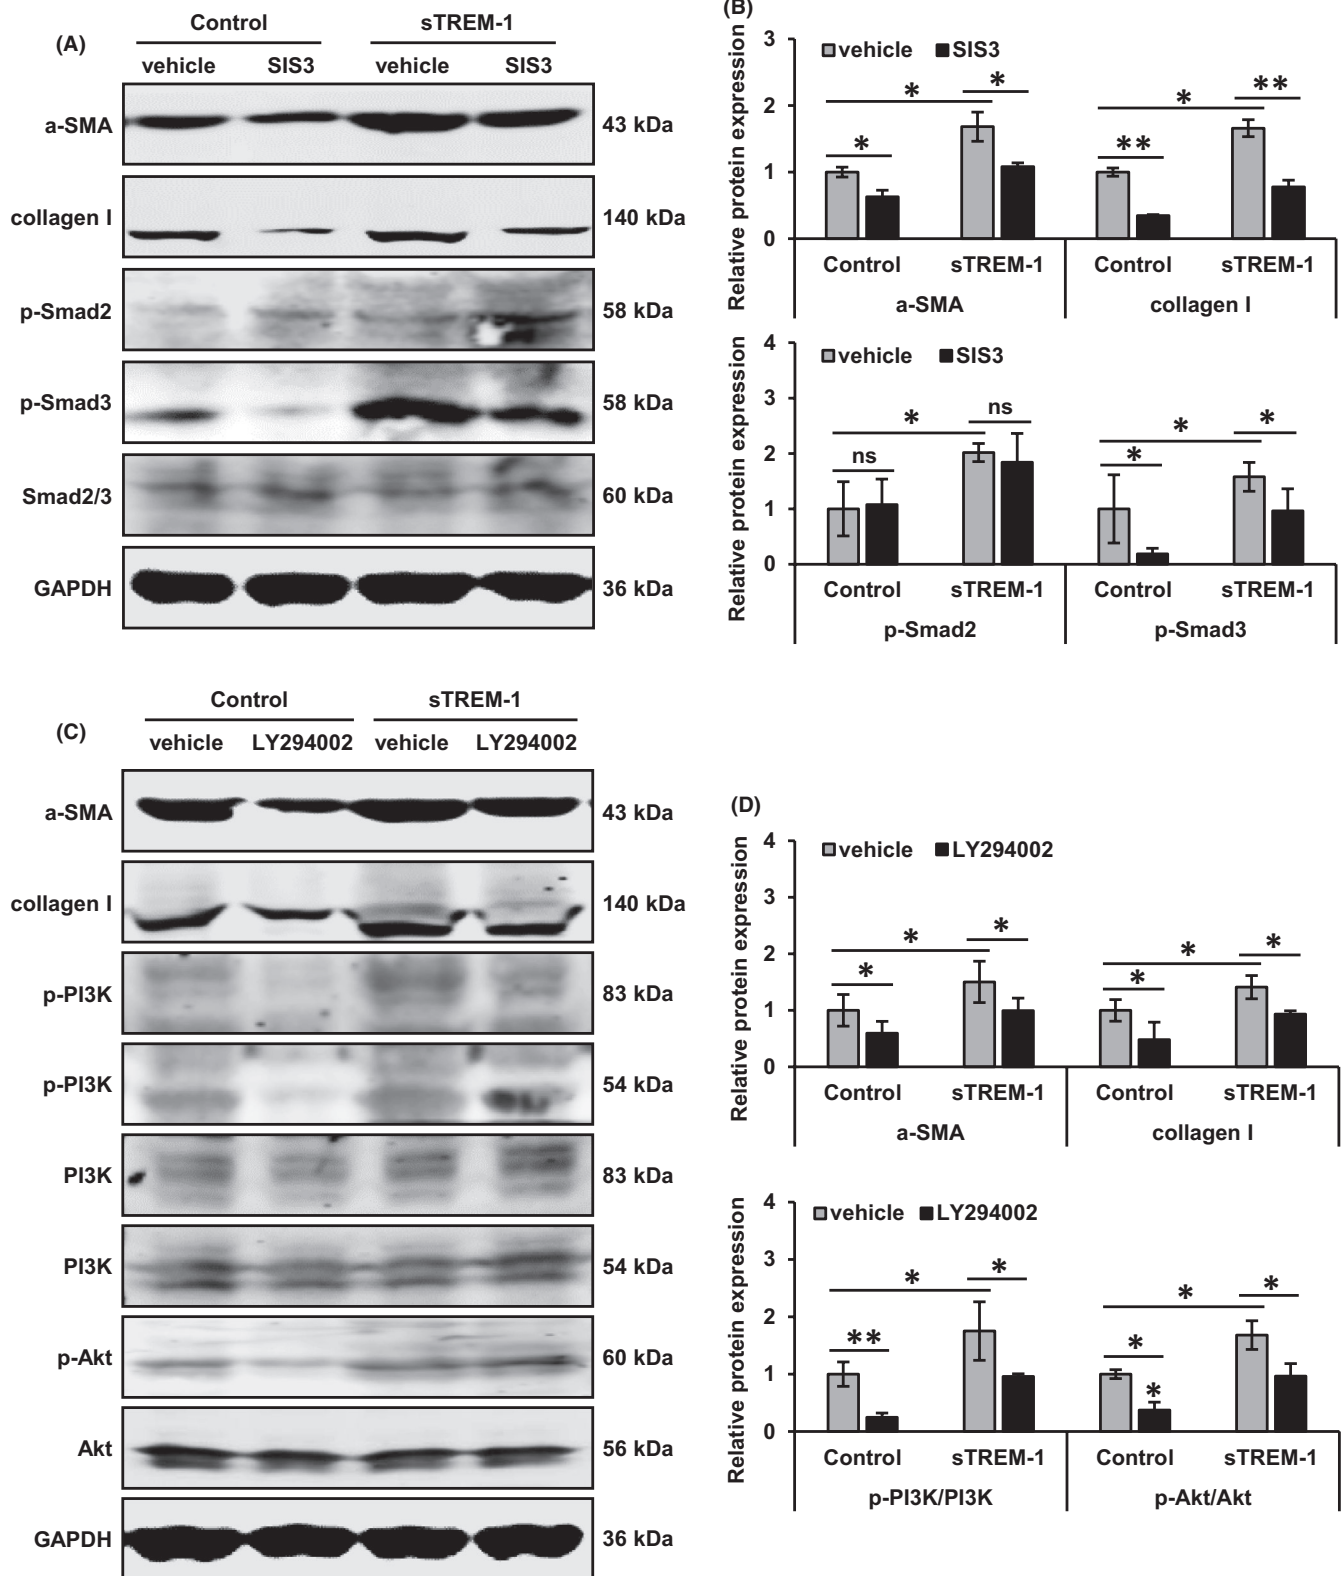 (A)
Control sTREM-1
vehicle SIS3 vehicle SIS3
a-SMA 43 kDa
collagen I 140 kDa
p-Smad2 58 kDa
p-Smad3 58 kDa
Smad2/3 60 kDa
GAPDH 36 kDa
(B)
Relative protein expression
3
2
1
0
vehicle SIS3
* * * ** * **
Control sTREM-1 Control sTREM-1
a-SMA collagen I
Relative protein expression
4
3
2
1
0
vehicle SIS3
ns * ns * * *
Control sTREM-1 Control sTREM-1
p-Smad2 p-Smad3
(C)
Control sTREM-1
vehicle LY294002 vehicle LY294002
a-SMA 43 kDa
collagen I 140 kDa
p-PI3K 83 kDa
p-PI3K 54 kDa
PI3K 83 kDa
PI3K 54 kDa
p-Akt 60 kDa
Akt 56 kDa
GAPDH 36 kDa
(D)
Relative protein expression
4
3
2
1
0
vehicle LY294002
* * * * * *
Control sTREM-1 Control sTREM-1
a-SMA collagen I
Relative protein expression
4
3
2
1
0
vehicle LY294002
** * * * * * *
Control sTREM-1 Control sTREM-1
p-PI3K/PI3K p-Akt/Akt